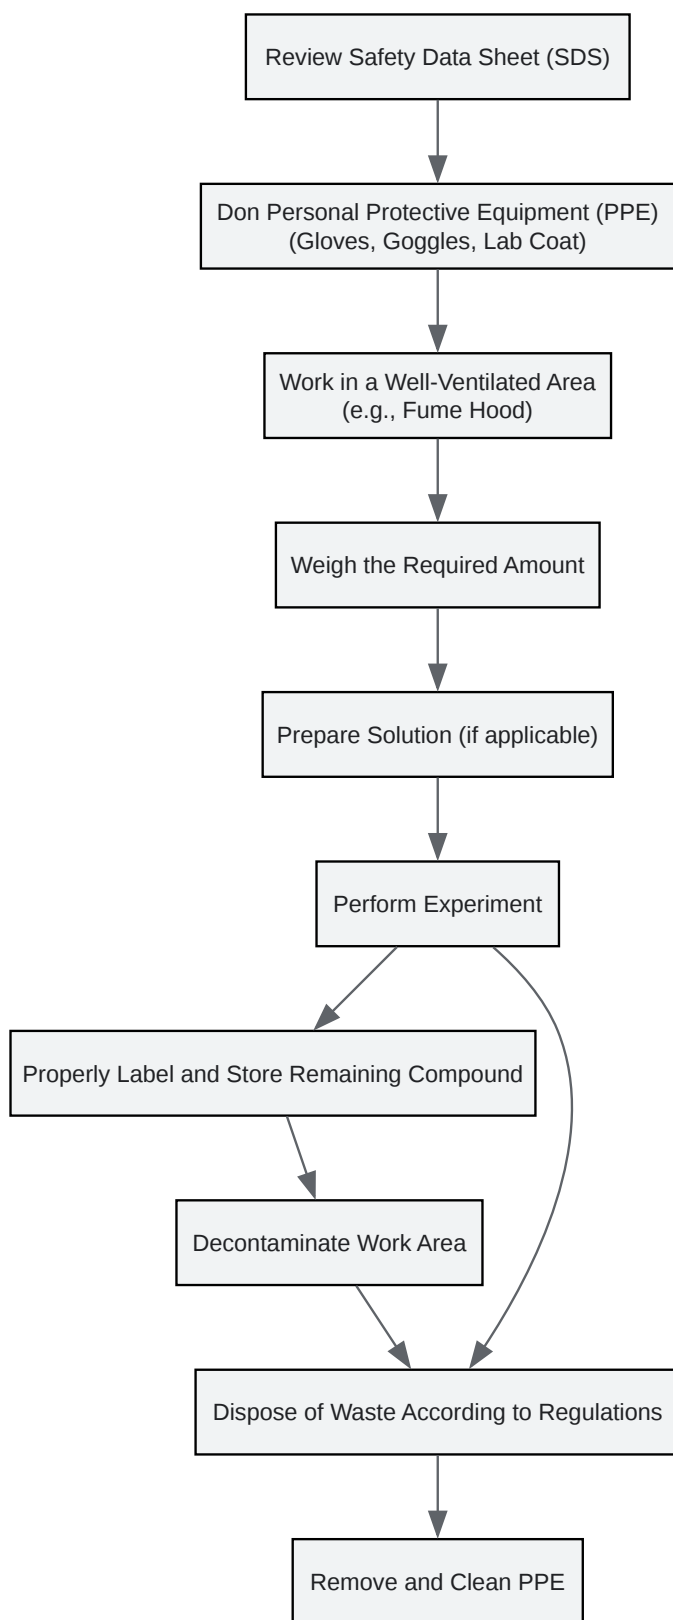 Review Safety Data Sheet (SDS)
Don Personal Protective Equipment (PPE)
(Gloves, Goggles, Lab Coat)
Work in a Well-Ventilated Area
(e.g., Fume Hood)
Weigh the Required Amount
Prepare Solution (if applicable)
Perform Experiment
Properly Label and Store Remaining Compound
Decontaminate Work Area
Dispose of Waste According to Regulations
Remove and Clean PPE